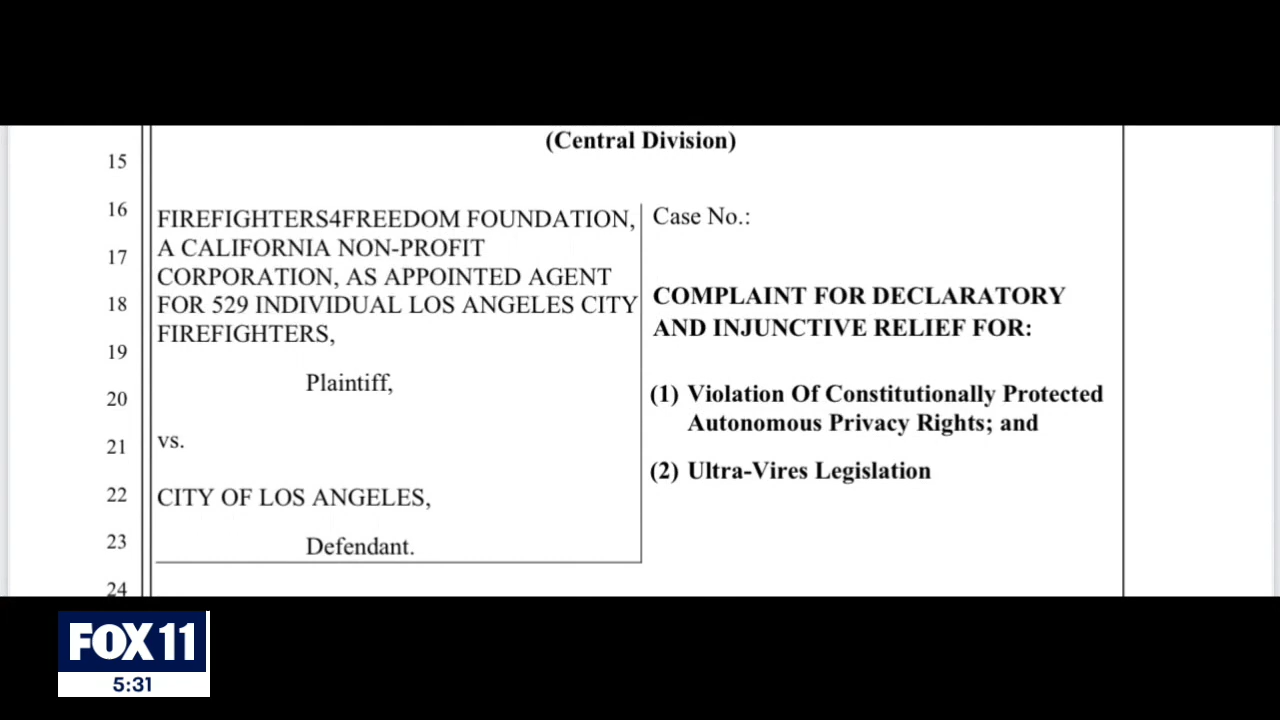 (Central Division)
15
16
17
18
19
20
21
22
23
24
FIREFIGHTERS4FREEDOM FOUNDATION,
A CALIFORNIA NON-PROFIT
CORPORATION, AS APPOINTED AGENT
FOR 529 INDIVIDUAL LOS ANGELES CITY
FIREFIGHTERS,
Plaintiff,
vs.
CITY OF LOS ANGELES,
Defendant.
Case No.:
COMPLAINT FOR DECLARATORY
AND INJUNCTIVE RELIEF FOR:
(1) Violation Of Constitutionally Protected
Autonomous Privacy Rights; and
(2) Ultra-Vires Legislation
FOX 11
5:31